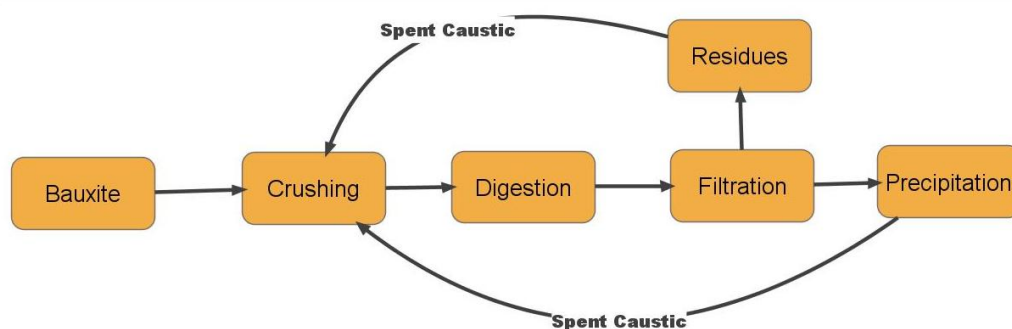 Spent Caustic
Residues
Bauxite
Crushing
Digestion
Filtration
Precipitation
Spent Caustic